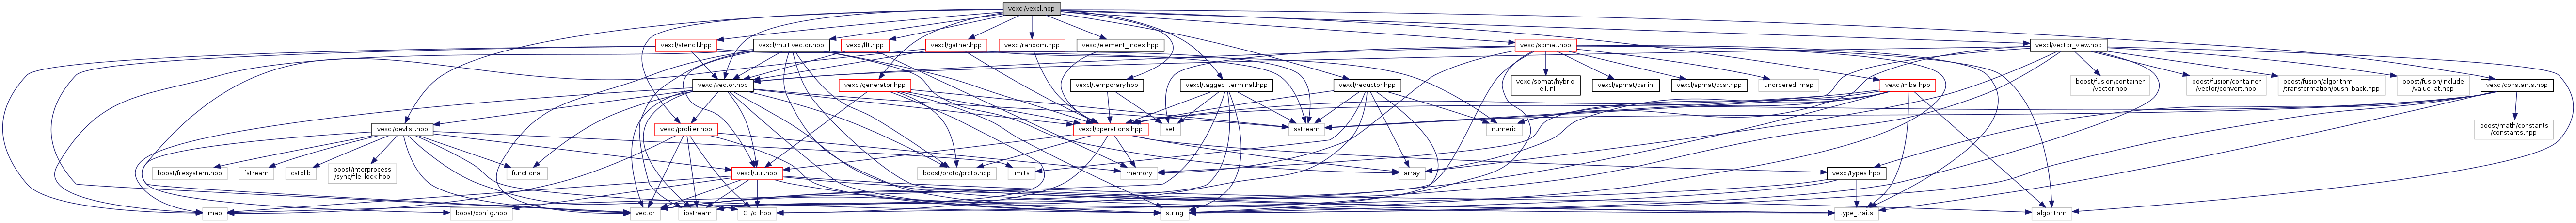 vexcl/vexcl.hpp
vexcl/stencil.hpp
vexcl/multivector.hpp
vexcl/fft.hpp
vexcl/gather.hpp
vexcl/random.hpp
vexcl/element_index.hpp
vexcl/spmat.hpp
vexcl/vector_view.hpp
vexcl/vector.hpp
vexcl/generator.hpp
vexcl/temporary.hpp
vexcl/tagged_terminal.hpp
vexcl/reductor.hpp
vexcl/spmat/hybrid
_ell.inl
vexcl/spmat/csr.inl
vexcl/spmat/ccsr.hpp
unordered_map
vexcl/mba.hpp
boost/fusion/container
/vector.hpp
boost/fusion/container
/vector/convert.hpp
boost/fusion/algorithm
/transformation/push_back.hpp
boost/fusion/include
/value_at.hpp
vexcl/constants.hpp
vexcl/devlist.hpp
vexcl/profiler.hpp
vexcl/operations.hpp
set
sstream
numeric
boost/math/constants
/constants.hpp
boost/filesystem.hpp
fstream
cstdlib
boost/interprocess
/sync/file_lock.hpp
functional
vexcl/util.hpp
boost/proto/proto.hpp
limits
memory
array
vexcl/types.hpp
map
boost/config.hpp
vector
iostream
CL/cl.hpp
string
type_traits
algorithm